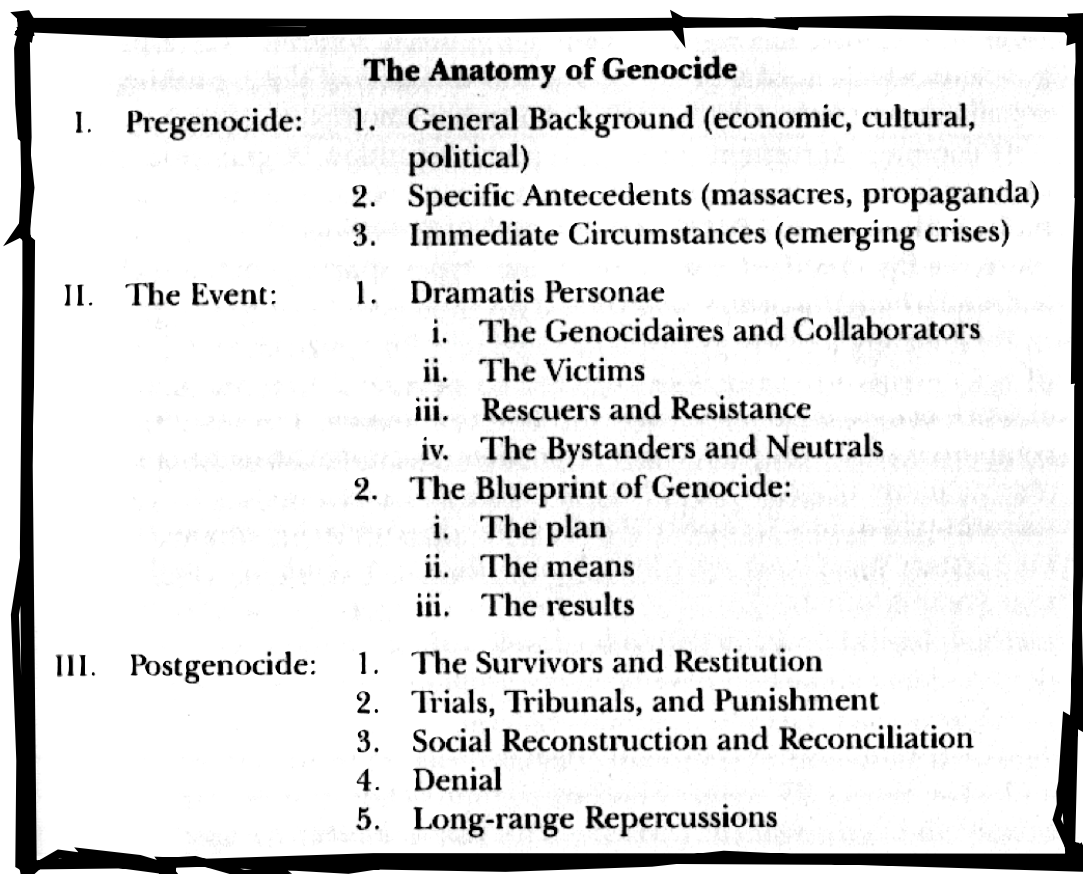 The Anatomy of Genocide
I. Pregenocide: 1. General Background (economic, cultural,
political)
2. Specific Antecedents (massacres, propaganda)
3. Immediate Circumstances (emerging crises)
II. The Event: 1. Dramatis Personae
i. The Genocidaires and Collaborators
ii. The Victims
iii. Rescuers and Resistance
iv. The Bystanders and Neutrals
2. The Blueprint of Genocide:
i. The plan
ii. The means
iii. The results
III. Postgenocide: 1. The Survivors and Restitution
2. Trials, Tribunals, and Punishment
3. Social Reconstruction and Reconciliation
4. Denial
5. Long-range Repercussions